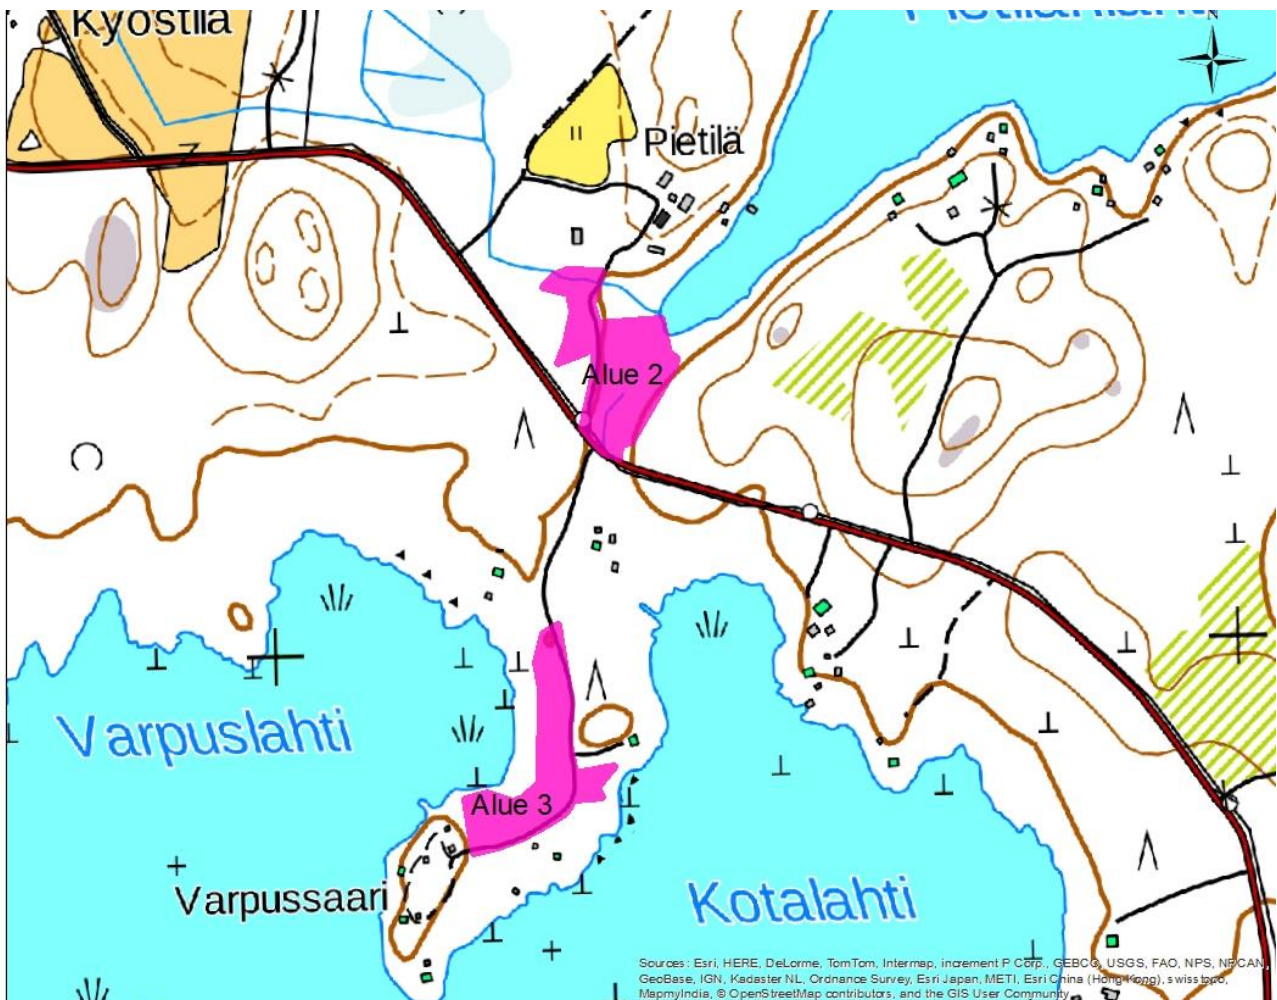 Kyöstilä
N
Pietilä
Alue 2
Varpuslahti
Alue 3
Varpussaari
Kotalahti
Sources: Esri, HERE, DeLorme, TomTom, Intermap, increment P Corp., GEBCO, USGS, FAO, NPS, NRCAN,
GeoBase, IGN, Kadaster NL, Ordnance Survey, Esri Japan, METI, Esri China (Hong Kong), swisstopo,
MapmyIndia, © OpenStreetMap contributors, and the GIS User Community